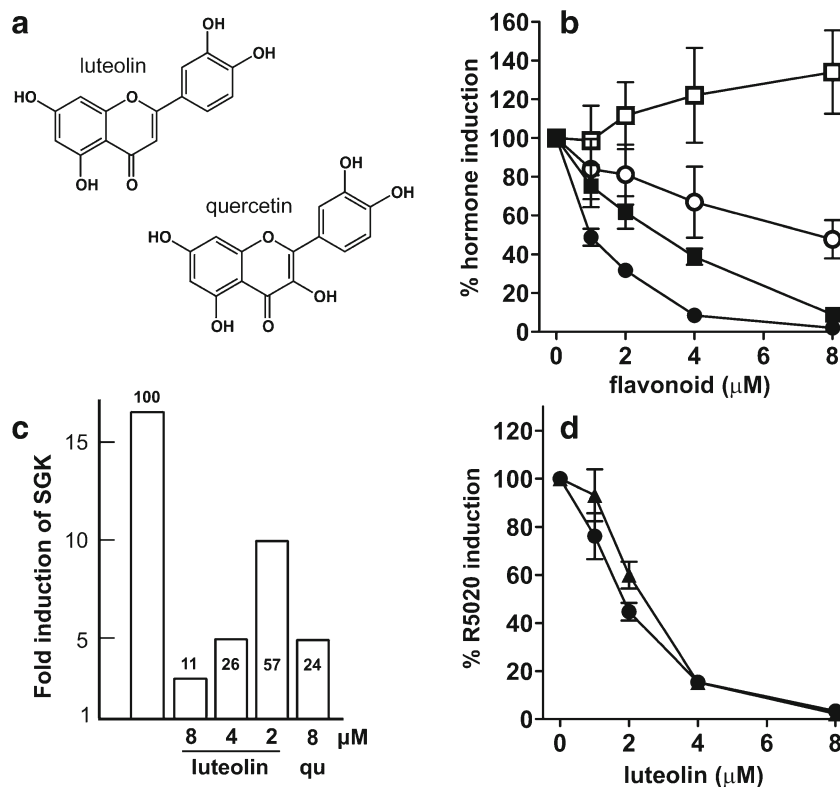 a
luteolin
OH
OH
HO
O
OH
O
quercetin
OH
OH
HO
O
OH
OH
O
b
% hormone induction
160
140
120
100
80
60
40
20
0
0 2 4 6 8
flavonoid (μM)
c
Fold induction of SGK
15
10
5
1
100
11
26
57
24
8 4 2 8 μM
luteolin qu
d
% R5020 induction
120
100
80
60
40
20
0
0 2 4 6 8
luteolin (μM)